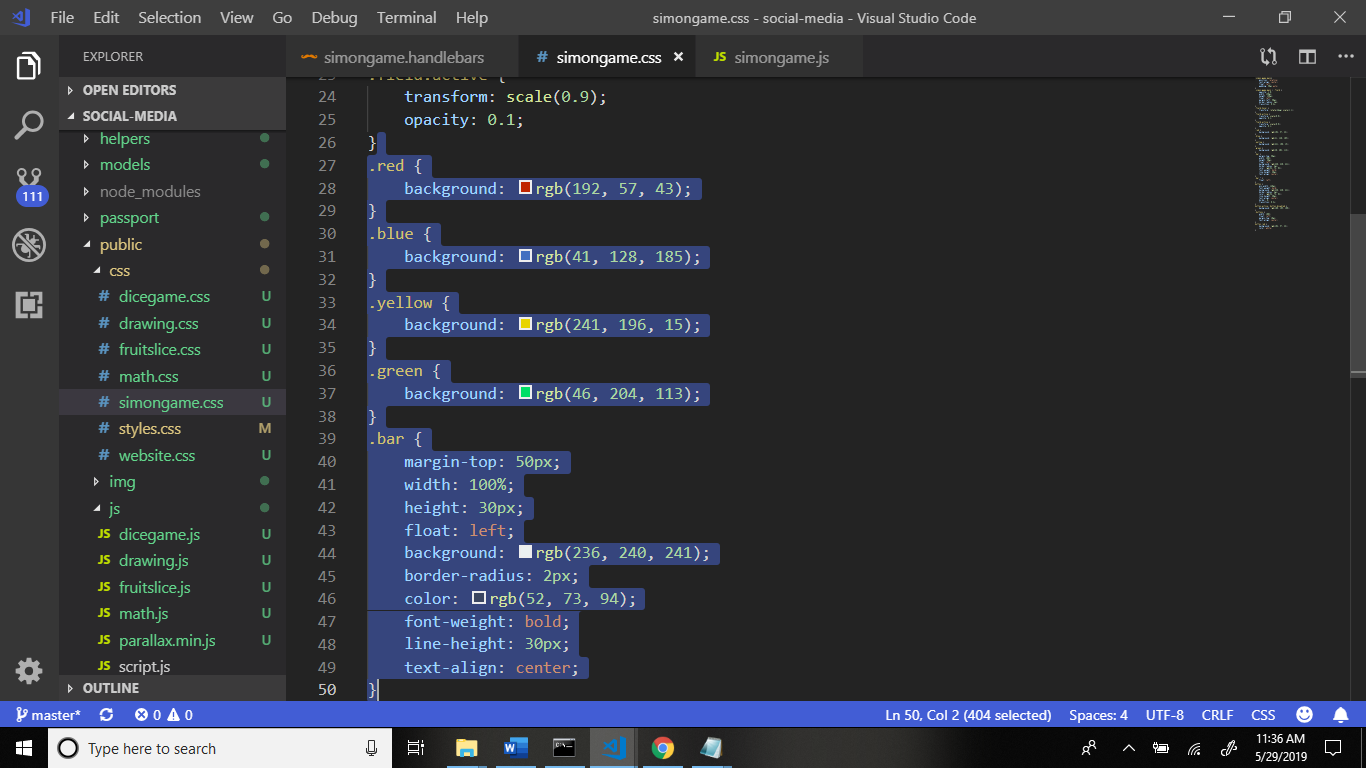 File Edit Selection View Go Debug Terminal Help
simongame.css - social-media - Visual Studio Code
EXPLORER
OPEN EDITORS
SOCIAL-MEDIA
helpers
models
node_modules
111
passport
public
css
# dicegame.css U
# drawing.css U
# fruitslice.css U
# math.css U
# simongame.css U
# styles.css M
# website.css U
img
js
JS dicegame.js U
JS drawing.js U
JS fruitslice.js U
JS math.js U
JS parallax.min.js U
JS script.js
OUTLINE
simongame.handlebars
# simongame.css
JS simongame.js
23 .field.active {
24 transform: scale(0.9);
25 opacity: 0.1;
26 }
27 .red {
28 background: rgb(192, 57, 43);
29 }
30 .blue {
31 background: rgb(41, 128, 185);
32 }
33 .yellow {
34 background: rgb(241, 196, 15);
35 }
36 .green {
37 background: rgb(46, 204, 113);
38 }
39 .bar {
40 margin-top: 50px;
41 width: 100%;
42 height: 30px;
43 float: left;
44 background: rgb(236, 240, 241);
45 border-radius: 2px;
46 color: rgb(52, 73, 94);
47 font-weight: bold;
48 line-height: 30px;
49 text-align: center;
50 }
master* 0 0
Ln 50, Col 2 (404 selected) Spaces: 4 UTF-8 CRLF CSS
Type here to search
11:36 AM
5/29/2019